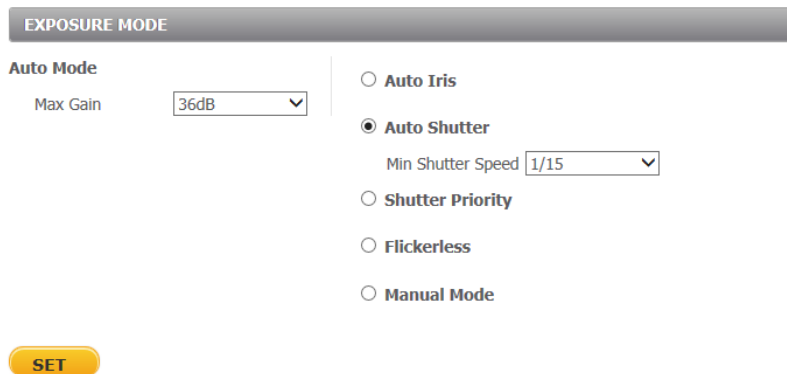 EXPOSURE MODE
Auto Mode
Max Gain 36dB
Auto Iris
Auto Shutter
Min Shutter Speed 1/15
Shutter Priority
Flickerless
Manual Mode
SET